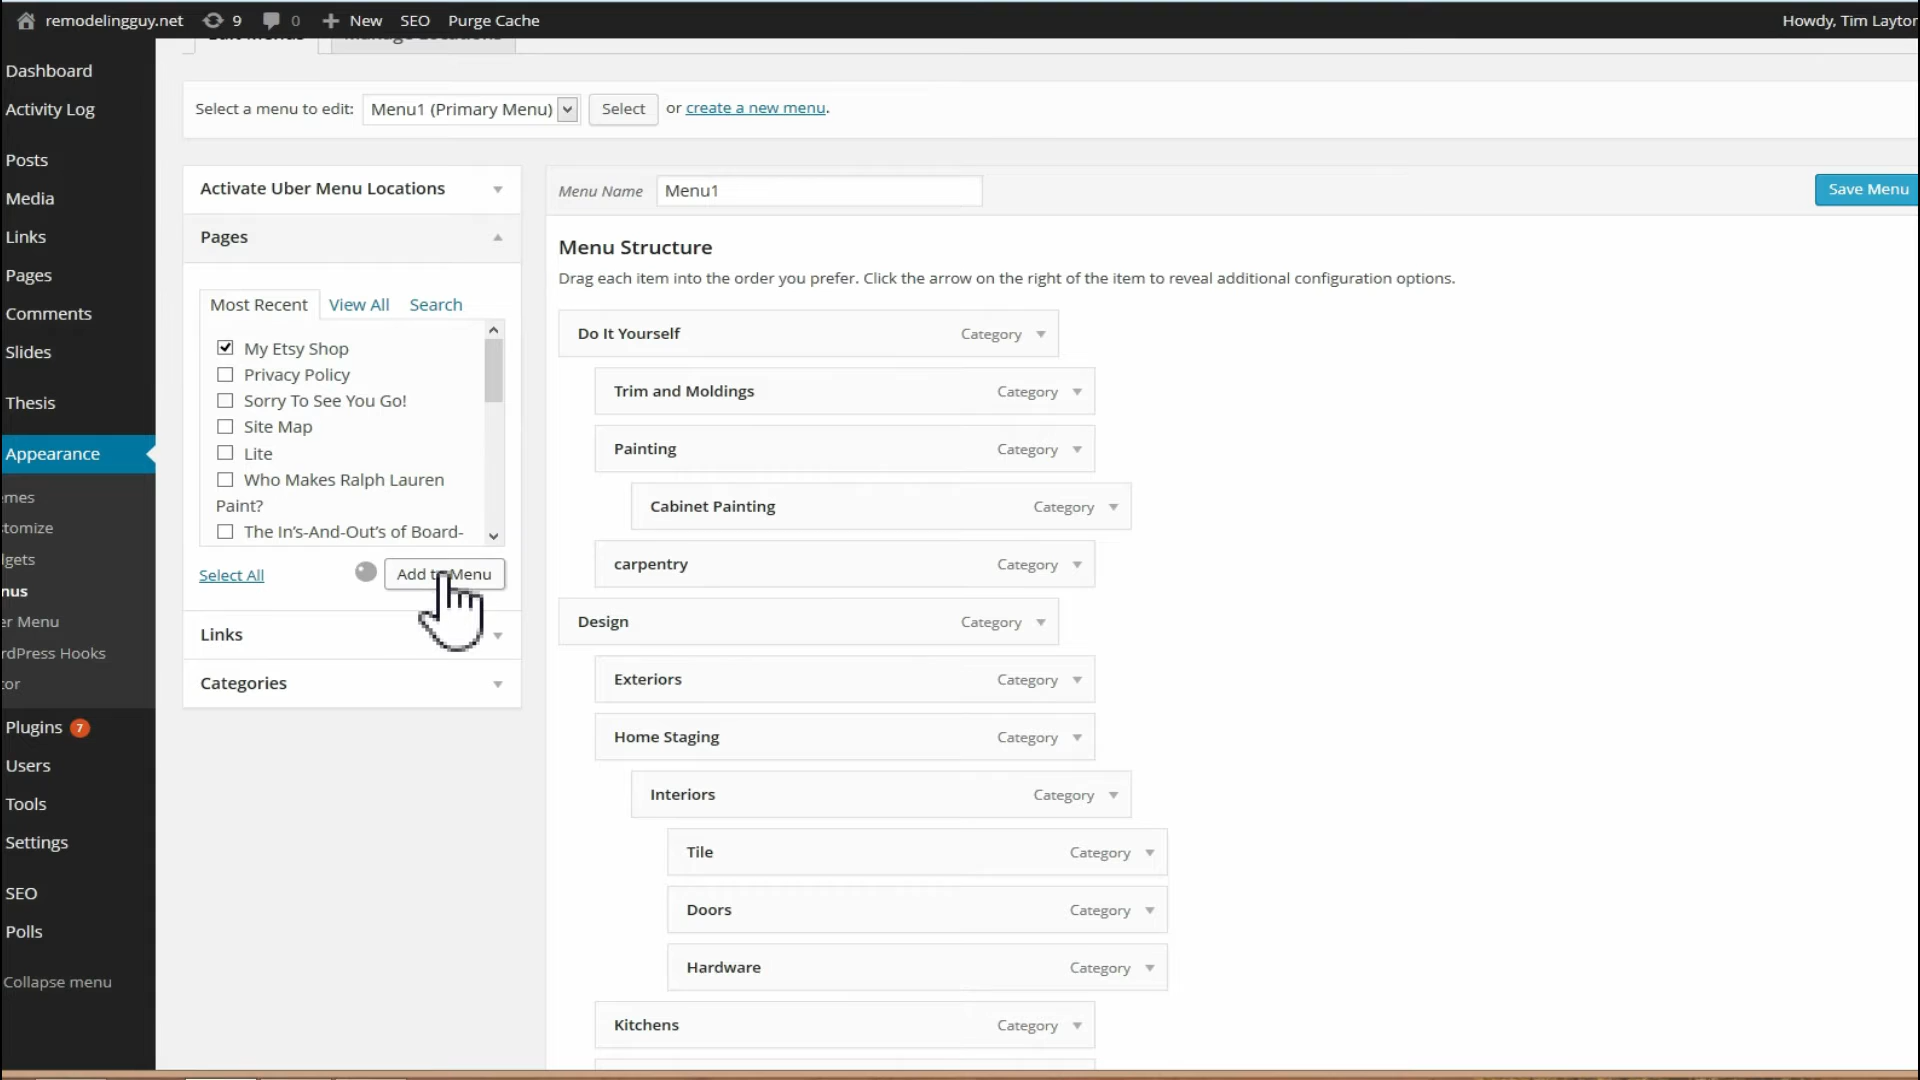 remodelingguy.net 9 0 New SEO Purge Cache Howdy, Tim Laytor
Edit Menus Manage Locations
Dashboard
Activity Log
Posts
Media
Links
Pages
Comments
Slides
Thesis
Appearance
emes
tomize
lgets
nus
er Menu
rdPress Hooks
tor
Plugins 7
Users
Tools
Settings
SEO
Polls
Collapse menu
Select a menu to edit: Menu1 (Primary Menu) Select or create a new menu.
Activate Uber Menu Locations
Pages
Most Recent View All Search
My Etsy Shop
Privacy Policy
Sorry To See You Go!
Site Map
Lite
Who Makes Ralph Lauren
Paint?
The In's-And-Out's of Board-
Select All Add to Menu
Links
Categories
Menu Name Menu1 Save Menu
Menu Structure
Drag each item into the order you prefer. Click the arrow on the right of the item to reveal additional configuration options.
Do It Yourself Category
Trim and Moldings Category
Painting Category
Cabinet Painting Category
carpentry Category
Design Category
Exteriors Category
Home Staging Category
Interiors Category
Tile Category
Doors Category
Hardware Category
Kitchens Category